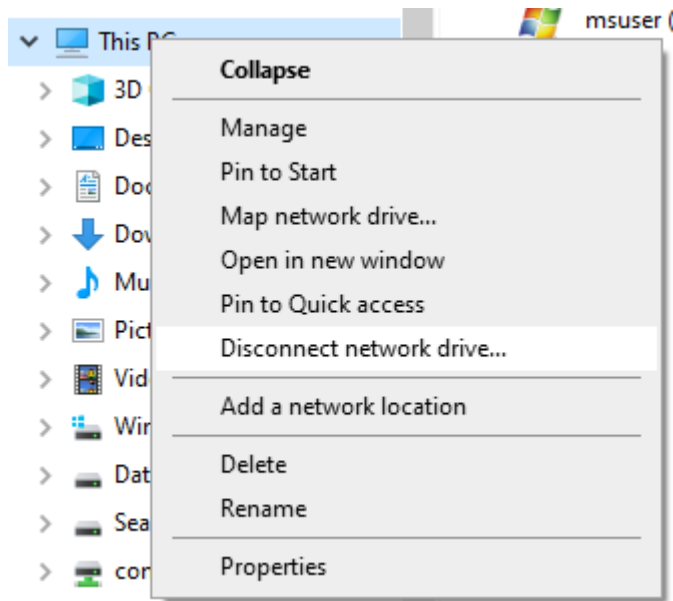 msuser (
This PC
Collapse
3D
Manage
Des
Pin to Start
Doc
Map network drive...
Dow
Open in new window
Mu
Pin to Quick access
Pict
Disconnect network drive...
Vid
Add a network location
Wir
Delete
Dat
Rename
Sea
Properties
cor